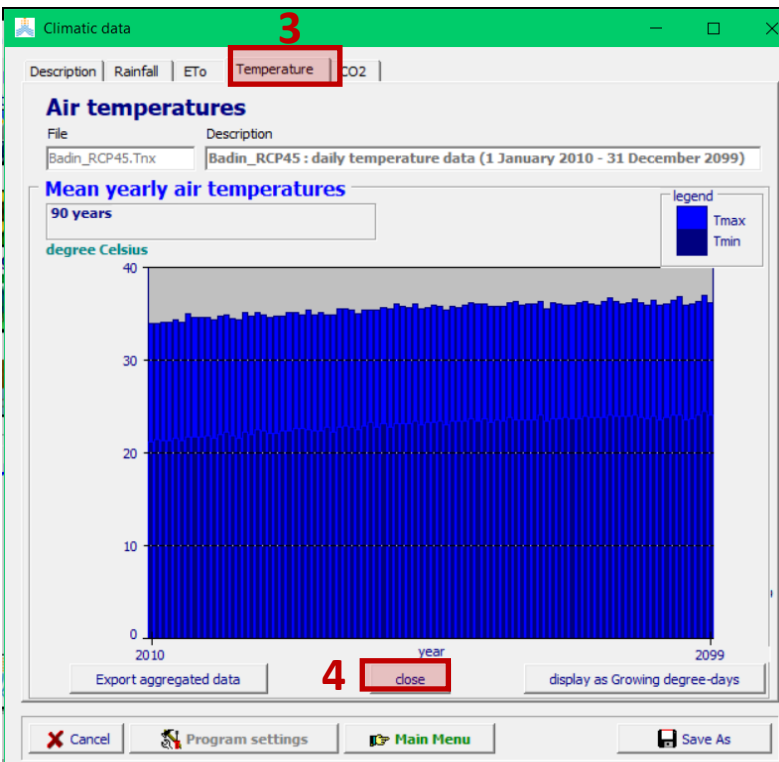 Climatic data
3
Description Rainfall ETo Temperature CO2
Air temperatures
File Description
Badin_RCP45.Tnx Badin_RCP45 : daily temperature data (1 January 2010 - 31 December 2099)
Mean yearly air temperatures
legend
90 years
Tmax
Tmin
degree Celsius
40
30
20
10
0
2010 year 2099
Export aggregated data 4 close display as Growing degree-days
Cancel Program settings Main Menu Save As